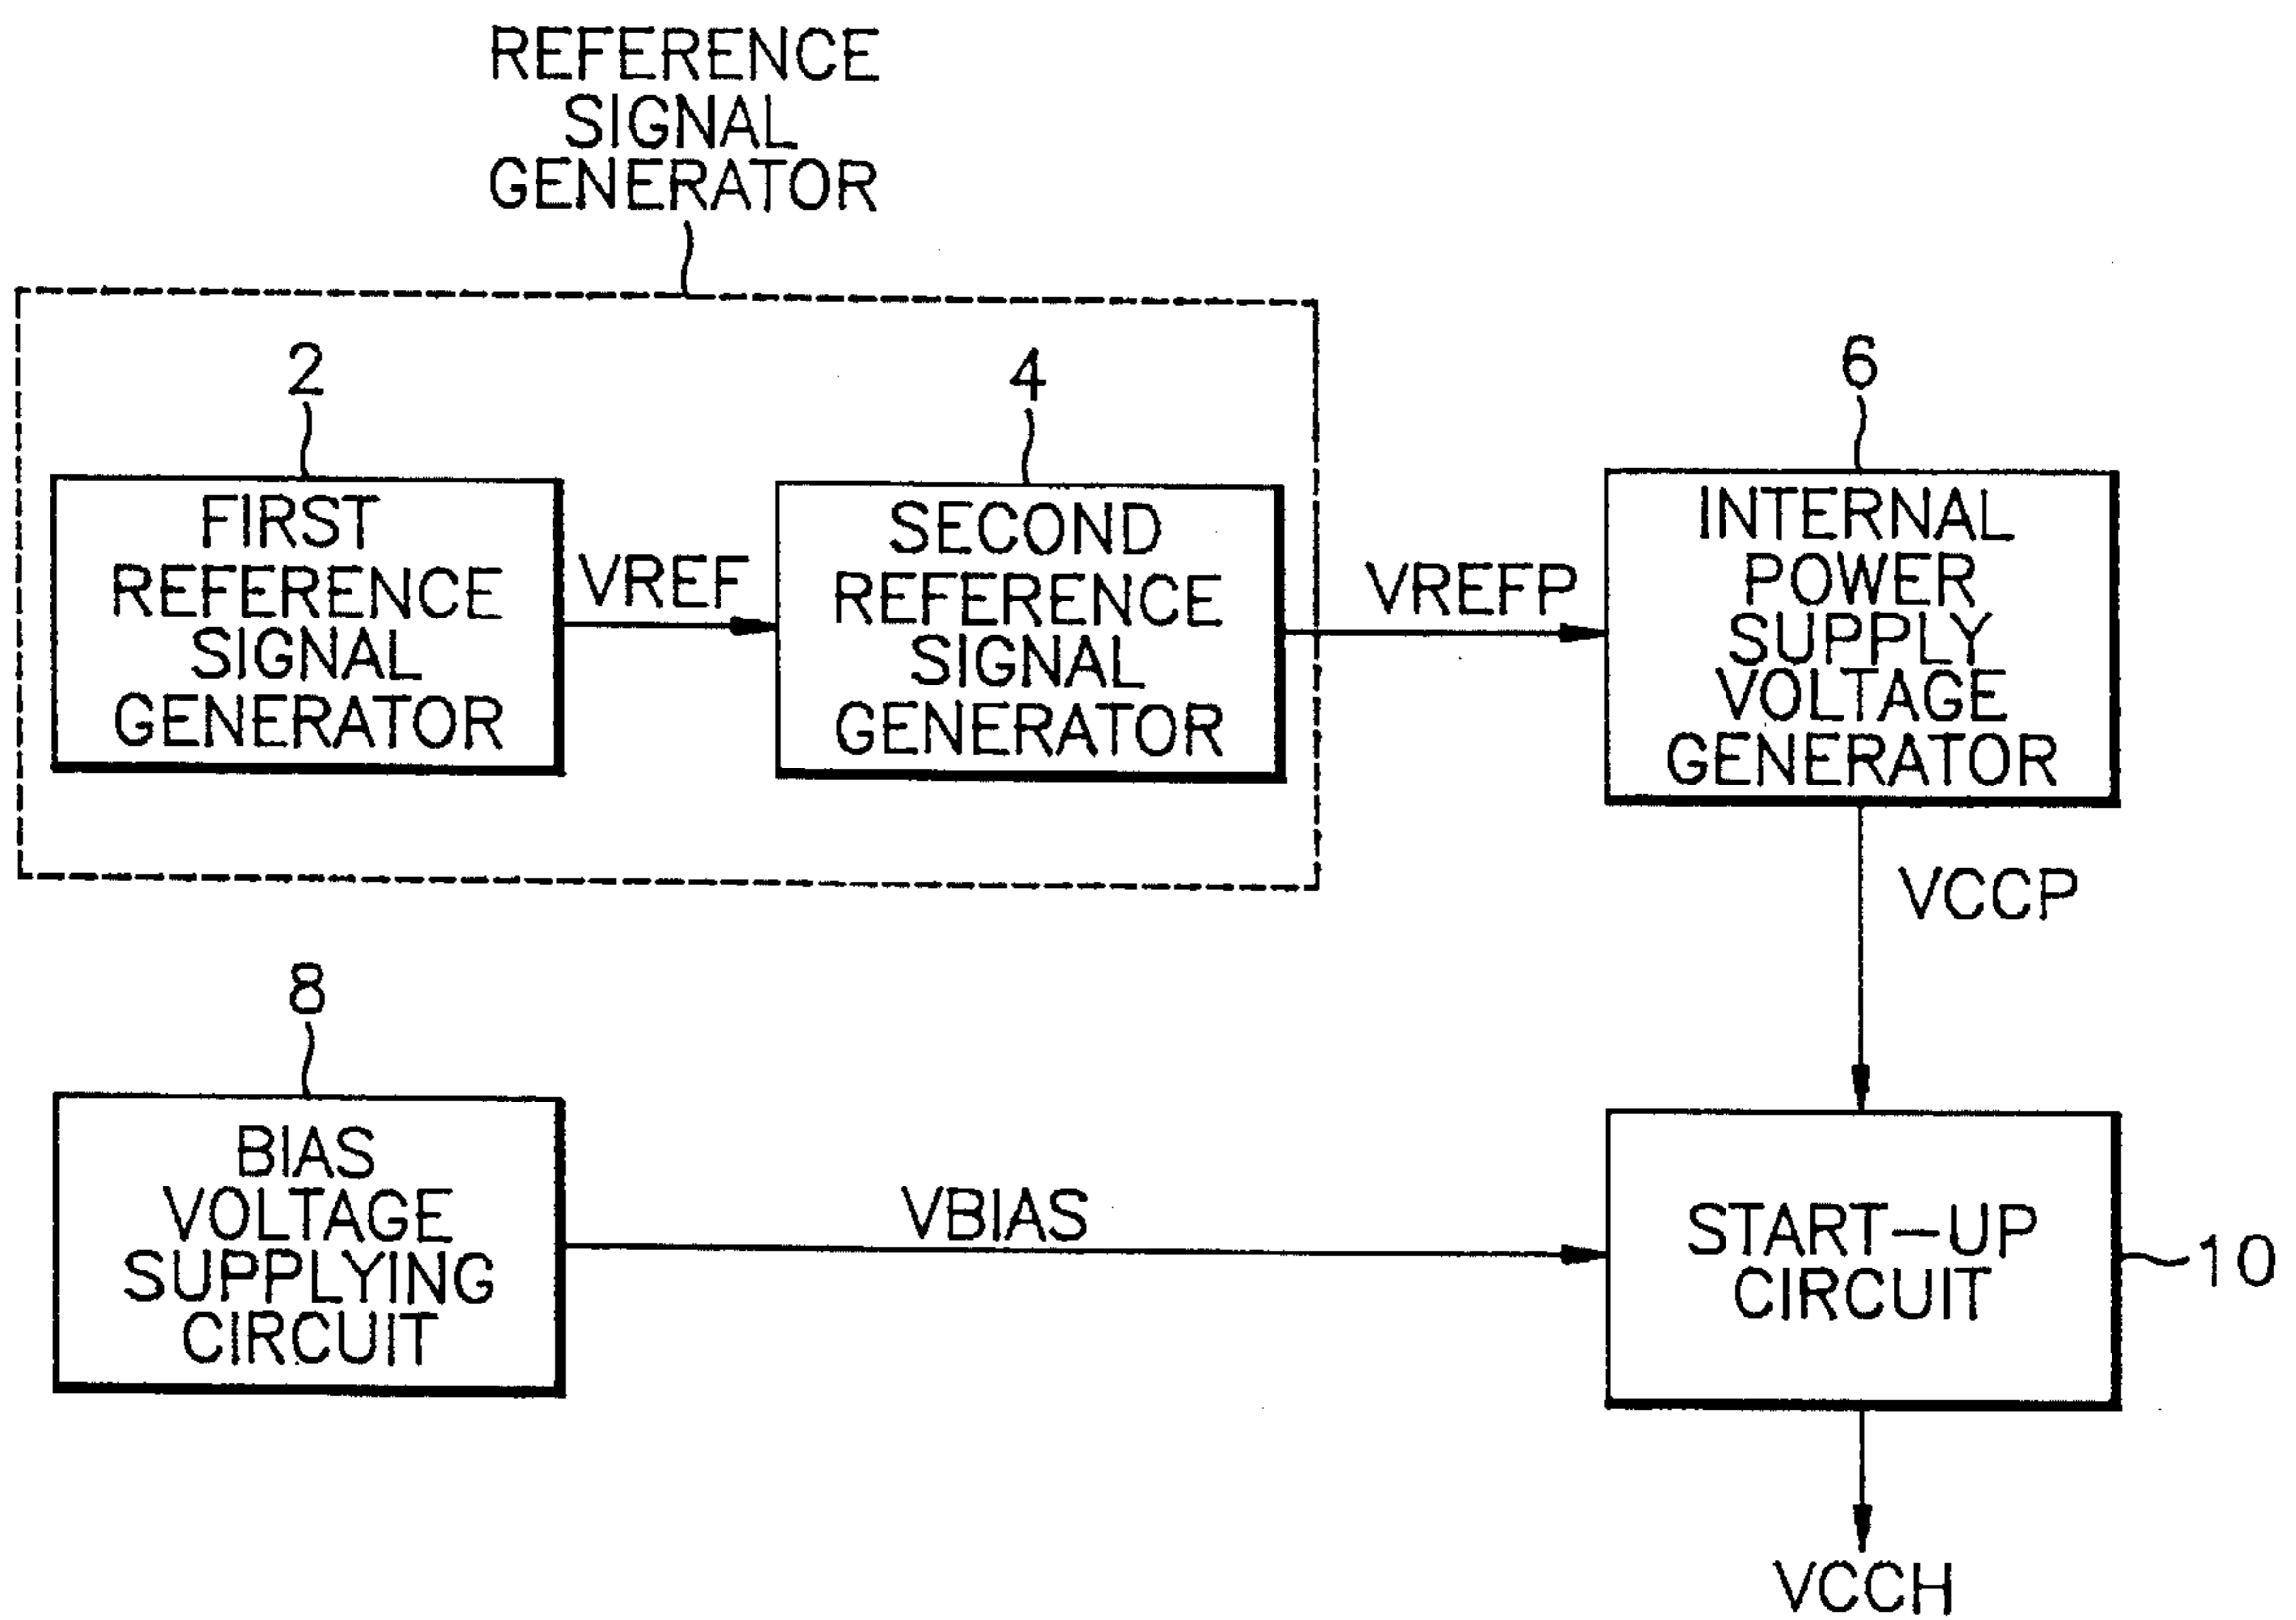 REFERENCE
SIGNAL
GENERATOR
2
FIRST
REFERENCE
SIGNAL
GENERATOR
VREF
4
SECOND
REFERENCE
SIGNAL
GENERATOR
VREFP
6
INTERNAL
POWER
SUPPLY
VOLTAGE
GENERATOR
VCCP
8
BIAS
VOLTAGE
SUPPLYING
CIRCUIT
VBIAS
START-UP
CIRCUIT
10
VCCH